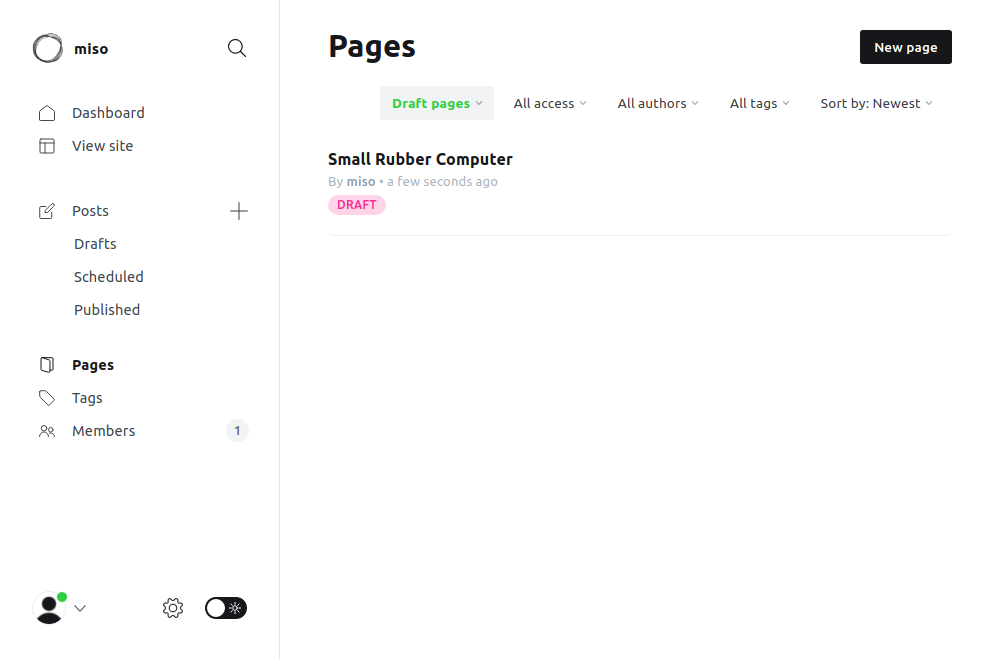 miso
Dashboard
View site
Posts
Drafts
Scheduled
Published
Pages
Tags
Members 1
Pages
New page
Draft pages All access All authors All tags Sort by: Newest
Small Rubber Computer
By miso • a few seconds ago
DRAFT